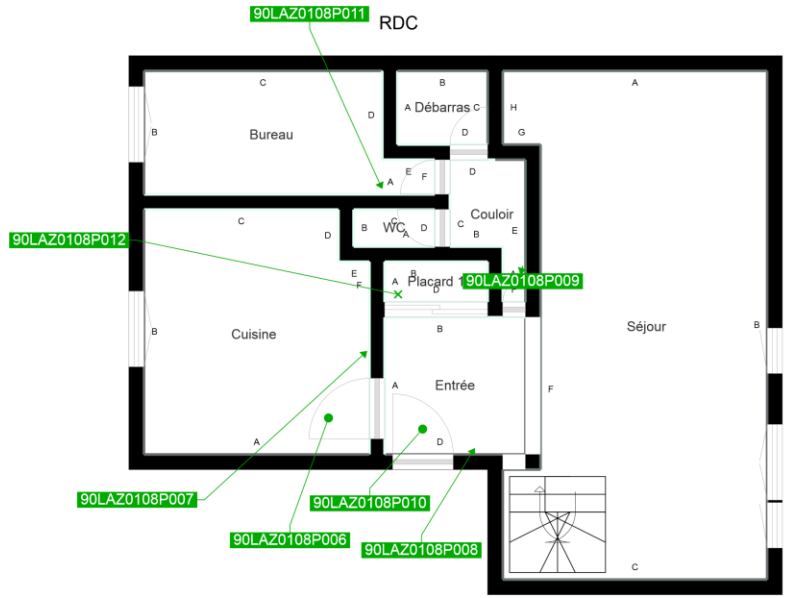 90LAZ0108P011
RDC
C
B
A
A
Débarras
C
H
D
B
Bureau
D
G
E
F
D
A
C
D
B
WC
C
A
D
C
Couloir
B
E
90LAZ0108P012
E
F
A
B
Placard 1
D
90LAZ0108P009
B
Cuisine
B
Séjour
B
A
Entrée
F
A
D
90LAZ0108P007
90LAZ0108P010
90LAZ0108P006
90LAZ0108P008
C